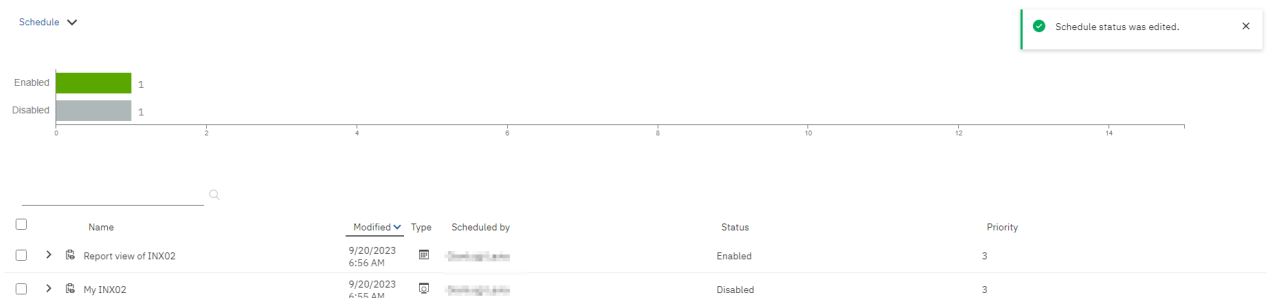 Schedule
Schedule status was edited.
Enabled 1
Disabled 1
0 2 4 6 8 10 12 14
Name Modified Type Scheduled by Status Priority
Report view of INX02 9/20/2023 Enabled 3
6:56 AM
My INX02 9/20/2023 Disabled 3
6:55 AM